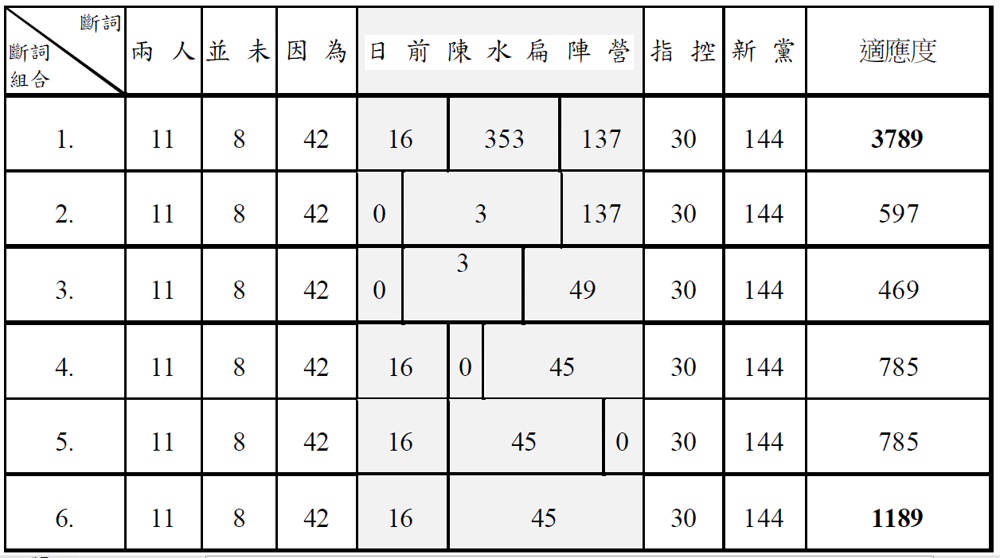 斷詞
斷詞
組合
兩人 並未 因為 日前陳水扁陣營 指控 新黨 適應度
1. 11 8 42 16 353 137 30 144 3789
2. 11 8 42 0 3 137 30 144 597
3. 11 8 42 0 3 49 30 144 469
4. 11 8 42 16 0 45 30 144 785
5. 11 8 42 16 45 0 30 144 785
6. 11 8 42 16 45 30 144 1189